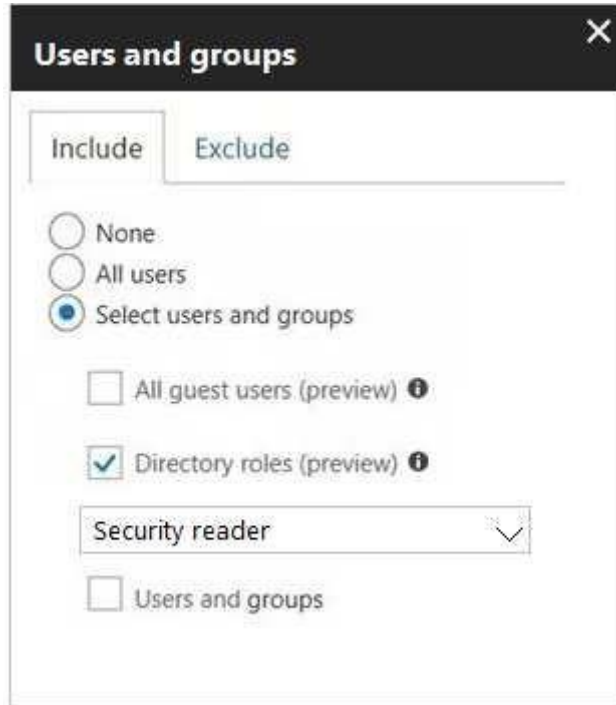 Users and groups
Include Exclude
None
All users
Select users and groups
All guest users (preview)
Directory roles (preview)
Security reader
Users and groups